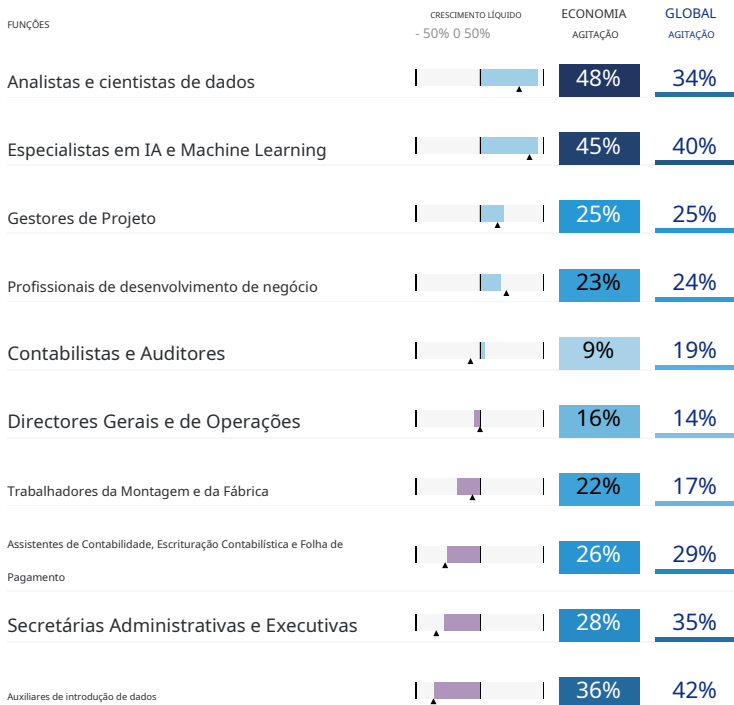 FUNÇÕES
CRESCIMENTO LÍQUIDO
- 50% 0 50%
ECONOMIA
AGITAÇÃO
GLOBAL
AGITAÇÃO
Analistas e cientistas de dados 48% 34%
Especialistas em IA e Machine Learning 45% 40%
Gestores de Projeto 25% 25%
Profissionais de desenvolvimento de negócio 23% 24%
Contabilistas e Auditores 9% 19%
Directores Gerais e de Operações 16% 14%
Trabalhadores da Montagem e da Fábrica 22% 17%
Assistentes de Contabilidade, Escrituração Contabilística e Folha de
Pagamento 26% 29%
Secretárias Administrativas e Executivas 28% 35%
Auxiliares de introdução de dados 36% 42%